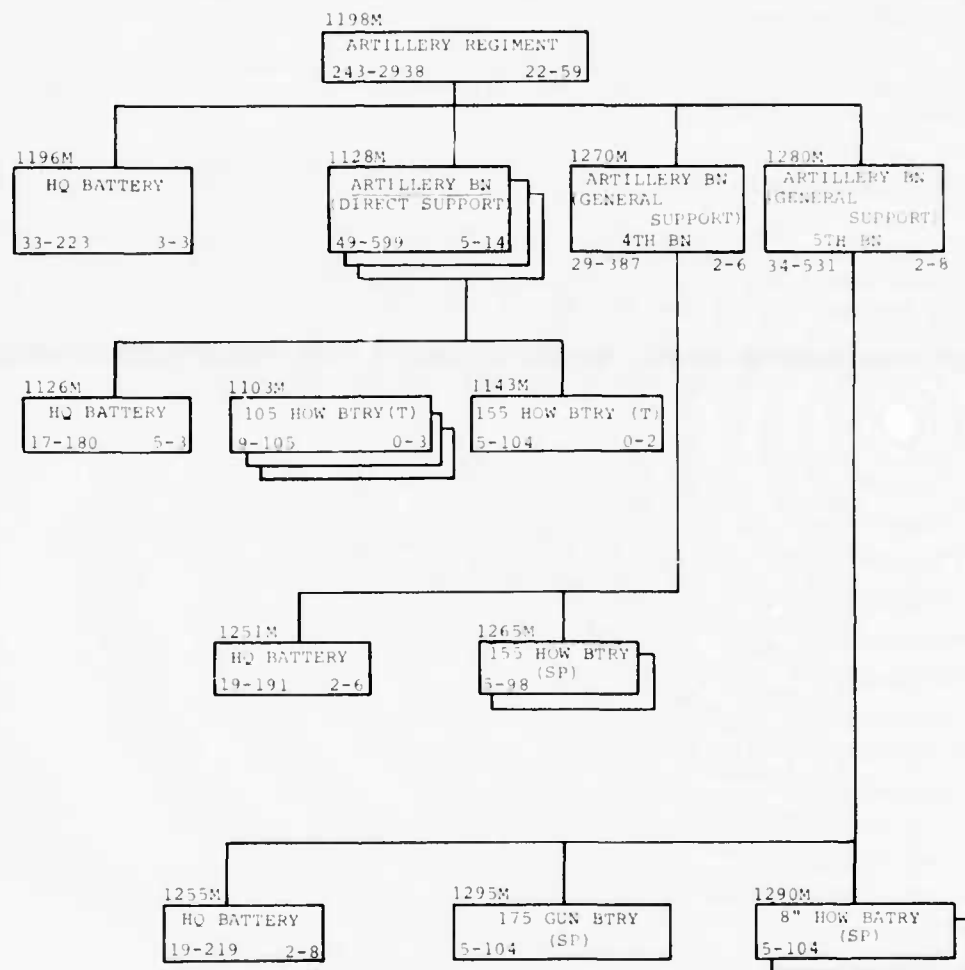 1198M
ARTILLERY REGIMENT
243-2938 22-59
1196M
HQ BATTERY
33-223 3-3
1128M
ARTILLERY BN
(DIRECT SUPPORT)
49-599 5-14
1270M
ARTILLERY BN
(GENERAL
SUPPORT)
4TH BN
29-387 2-6
1280M
ARTILLERY BN
(GENERAL
SUPPORT)
5TH BN
34-531 2-8
1126M
HQ BATTERY
17-180 5-3
1103M
105 HOW BTRY (T)
9-105 0-3
1143M
155 HOW BTRY (T)
5-104 0-2
1251M
HQ BATTERY
19-191 2-6
1265M
155 HOW BTRY
(SP)
5-98
1255M
HQ BATTERY
19-219 2-8
1295M
175 GUN BTRY
(SP)
5-104
1290M
8" HOW BATRY
(SP)
5-104